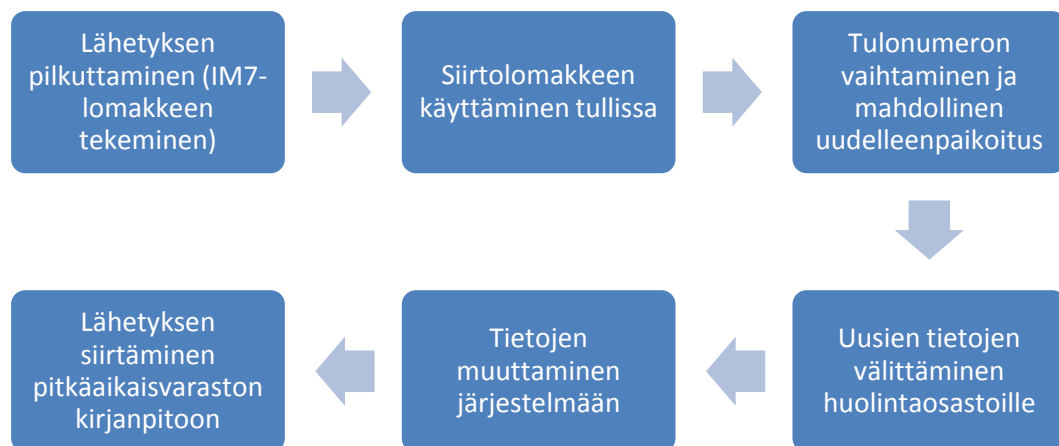 Lähetyksen
pilkuttaminen (IM7-
lomakkeen
tekeminen)
Siirtolomakkeen
käyttäminen tullissa
Tulonumeron
vaihtaminen ja
mahdollinen
uudelleenpaikoitus
Uusien tietojen
välittäminen
huolintaosastoille
Tietojen
muuttaminen
järjestelmään
Lähetyksen
siirtäminen
pitkäaikaisvaraston
kirjanpitoon